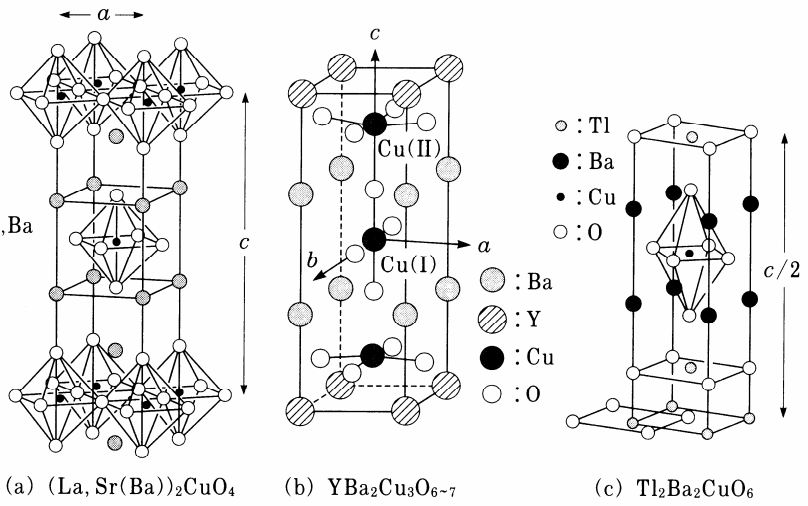 a
c
,Ba
(a) (La, Sr(Ba))₂CuO₄
c
Cu(II)
Cu(I)
a
b
: Ba
: Y
: Cu
: O
(b) YBa₂Cu₃O₆~₇
: Tl
: Ba
: Cu
: O
c/2
(c) Tl₂Ba₂CuO₆